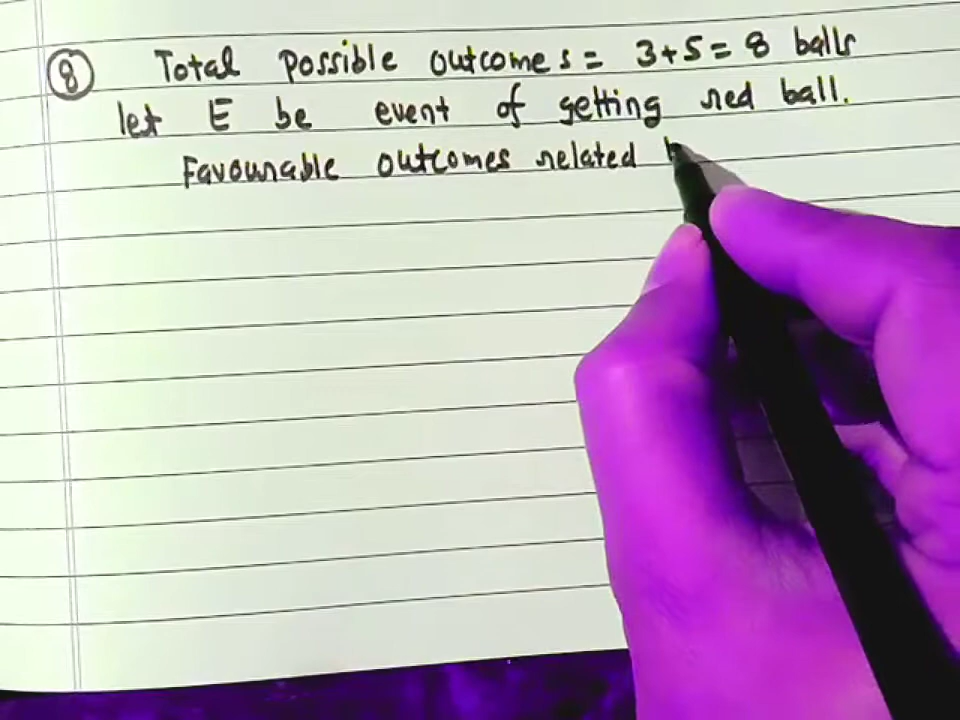 8 Total possible outcomes = 3+5 = 8 balls
let E be event of getting red ball.
Favourable outcomes related